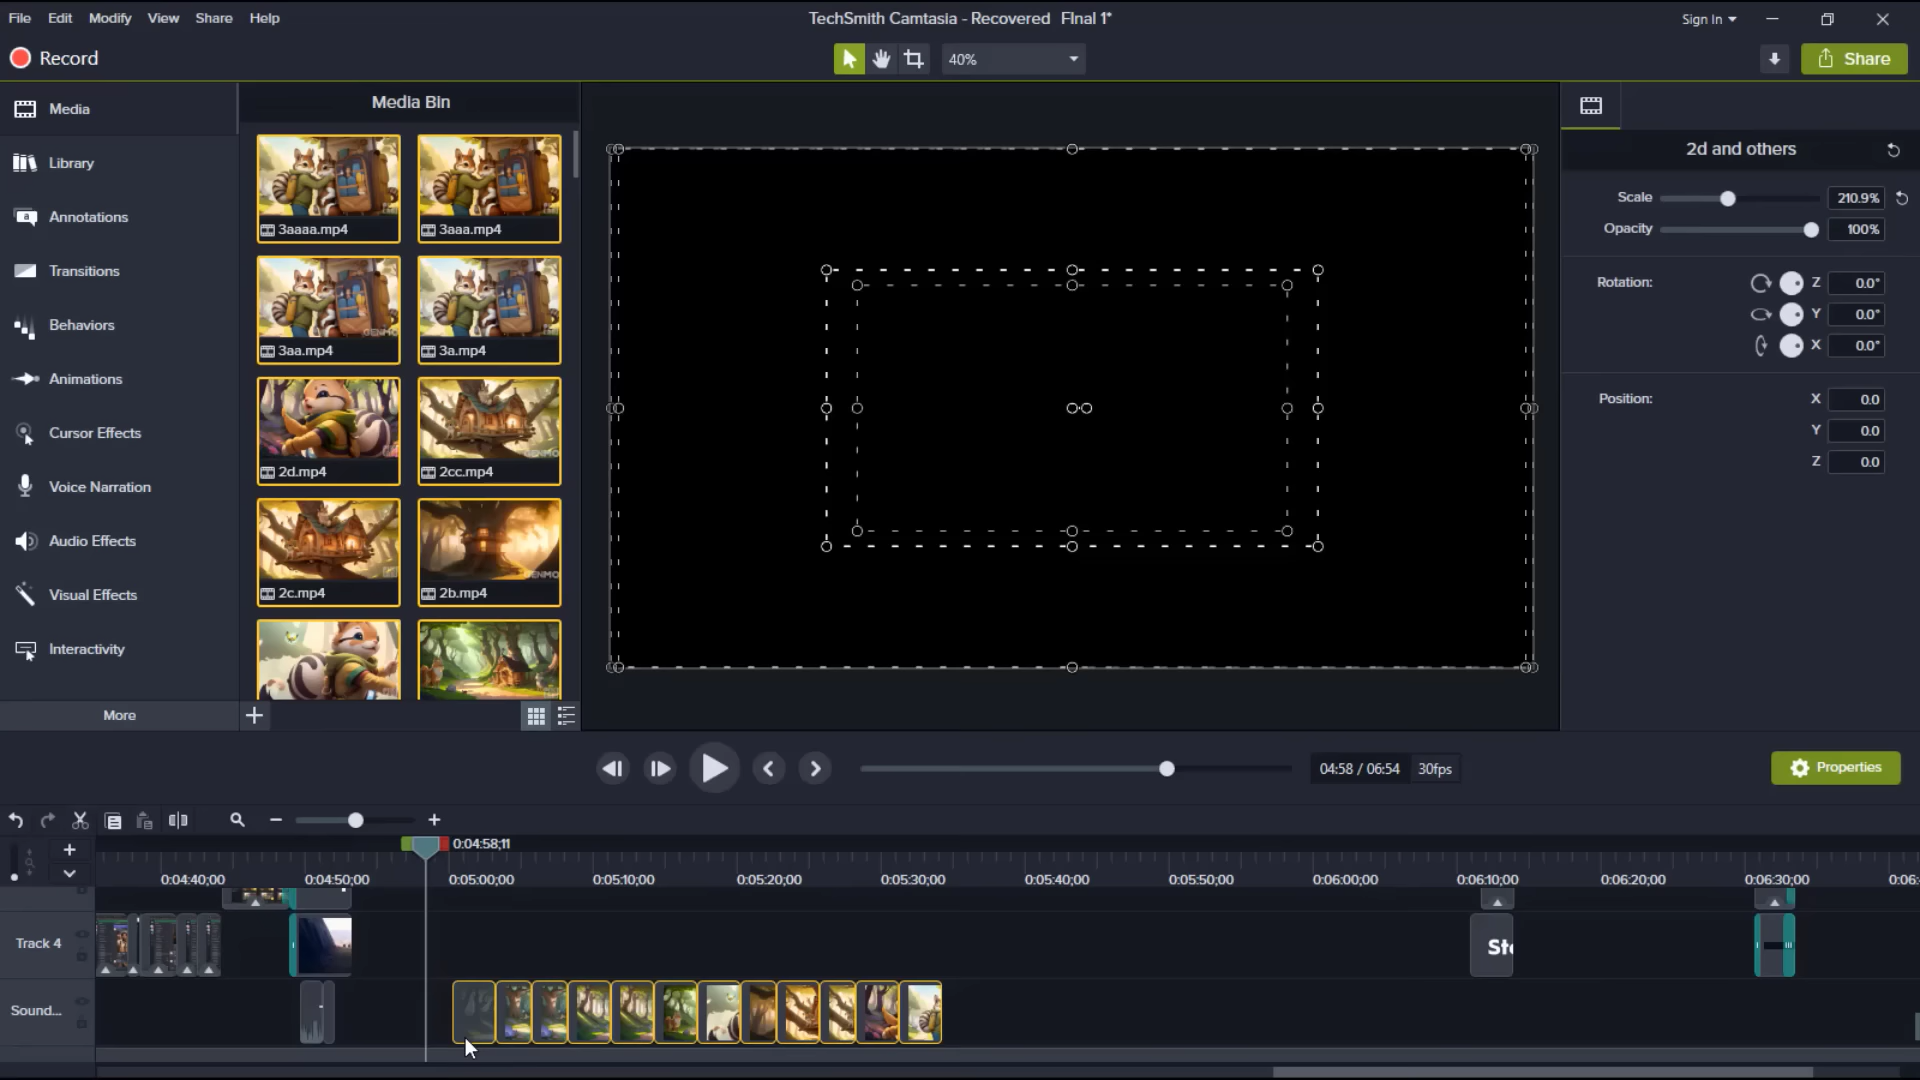 File Edit Modify View Share Help
TechSmith Camtasia - Recovered FInal 1*
Sign In
Record
40%
Share
Media
Library
Annotations
Transitions
Behaviors
Animations
Cursor Effects
Voice Narration
Audio Effects
Visual Effects
Interactivity
More
Media Bin
3aaaa.mp4 3aaa.mp4
GENMO
3aa.mp4 3a.mp4
GENMO
2d.mp4 2cc.mp4
GENMO
2c.mp4 2b.mp4
2d and others
Scale 210.9%
Opacity 100%
Rotation: Z 0.0°
Y 0.0°
X 0.0°
Position: X 0.0
Y 0.0
Z 0.0
04:58 / 06:54 30fps
Properties
0:04:58;11
0:04:40;00 0:04:50;00 0:05:00;00 0:05:10;00 0:05:20;00 0:05:30;00 0:05:40;00 0:05:50;00 0:06:00;00 0:06:10;00 0:06:20;00 0:06:30;00 0:06:
Track 4
Ste
Sound...